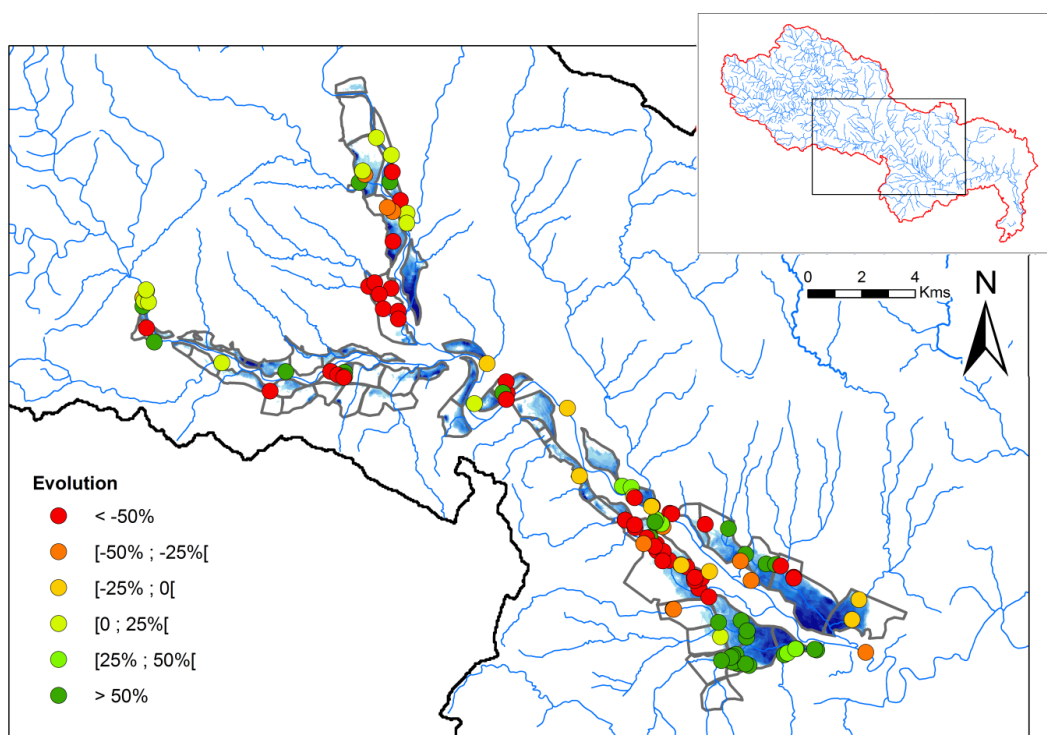 0 2 4
Kms
N
Evolution
< -50%
[-50% ; -25%[
[-25% ; 0[
[0 ; 25%[
[25% ; 50%[
> 50%